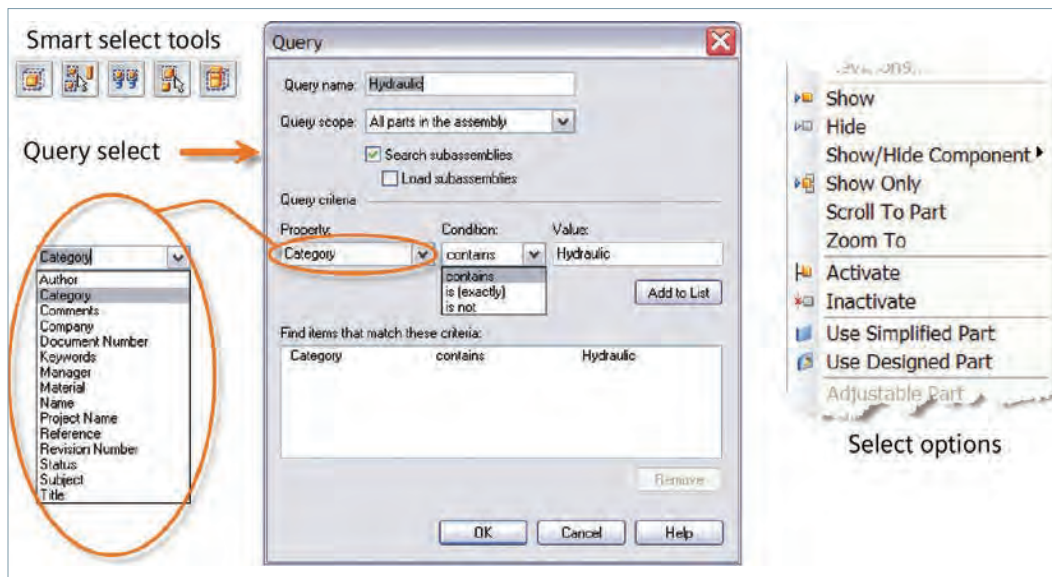 Smart select tools
Query select
Category
Author
Category
Comments
Company
Document Number
Keywords
Manager
Material
Name
Project Name
Reference
Revision Number
Status
Subject
Title
Query
Query name: Hydraulic
Query scope: All parts in the assembly
Search subassemblies
Load subassemblies
Query criteria
Property: Condition: Value:
Category contains Hydraulic
contains
is (exactly)
is not
Add to List
Find items that match these criteria:
Category contains Hydraulic
Remove
OK Cancel Help
Show
Hide
Show/Hide Component
Show Only
Scroll To Part
Zoom To
Activate
Inactivate
Use Simplified Part
Use Designed Part
Adjustable Part
Select options